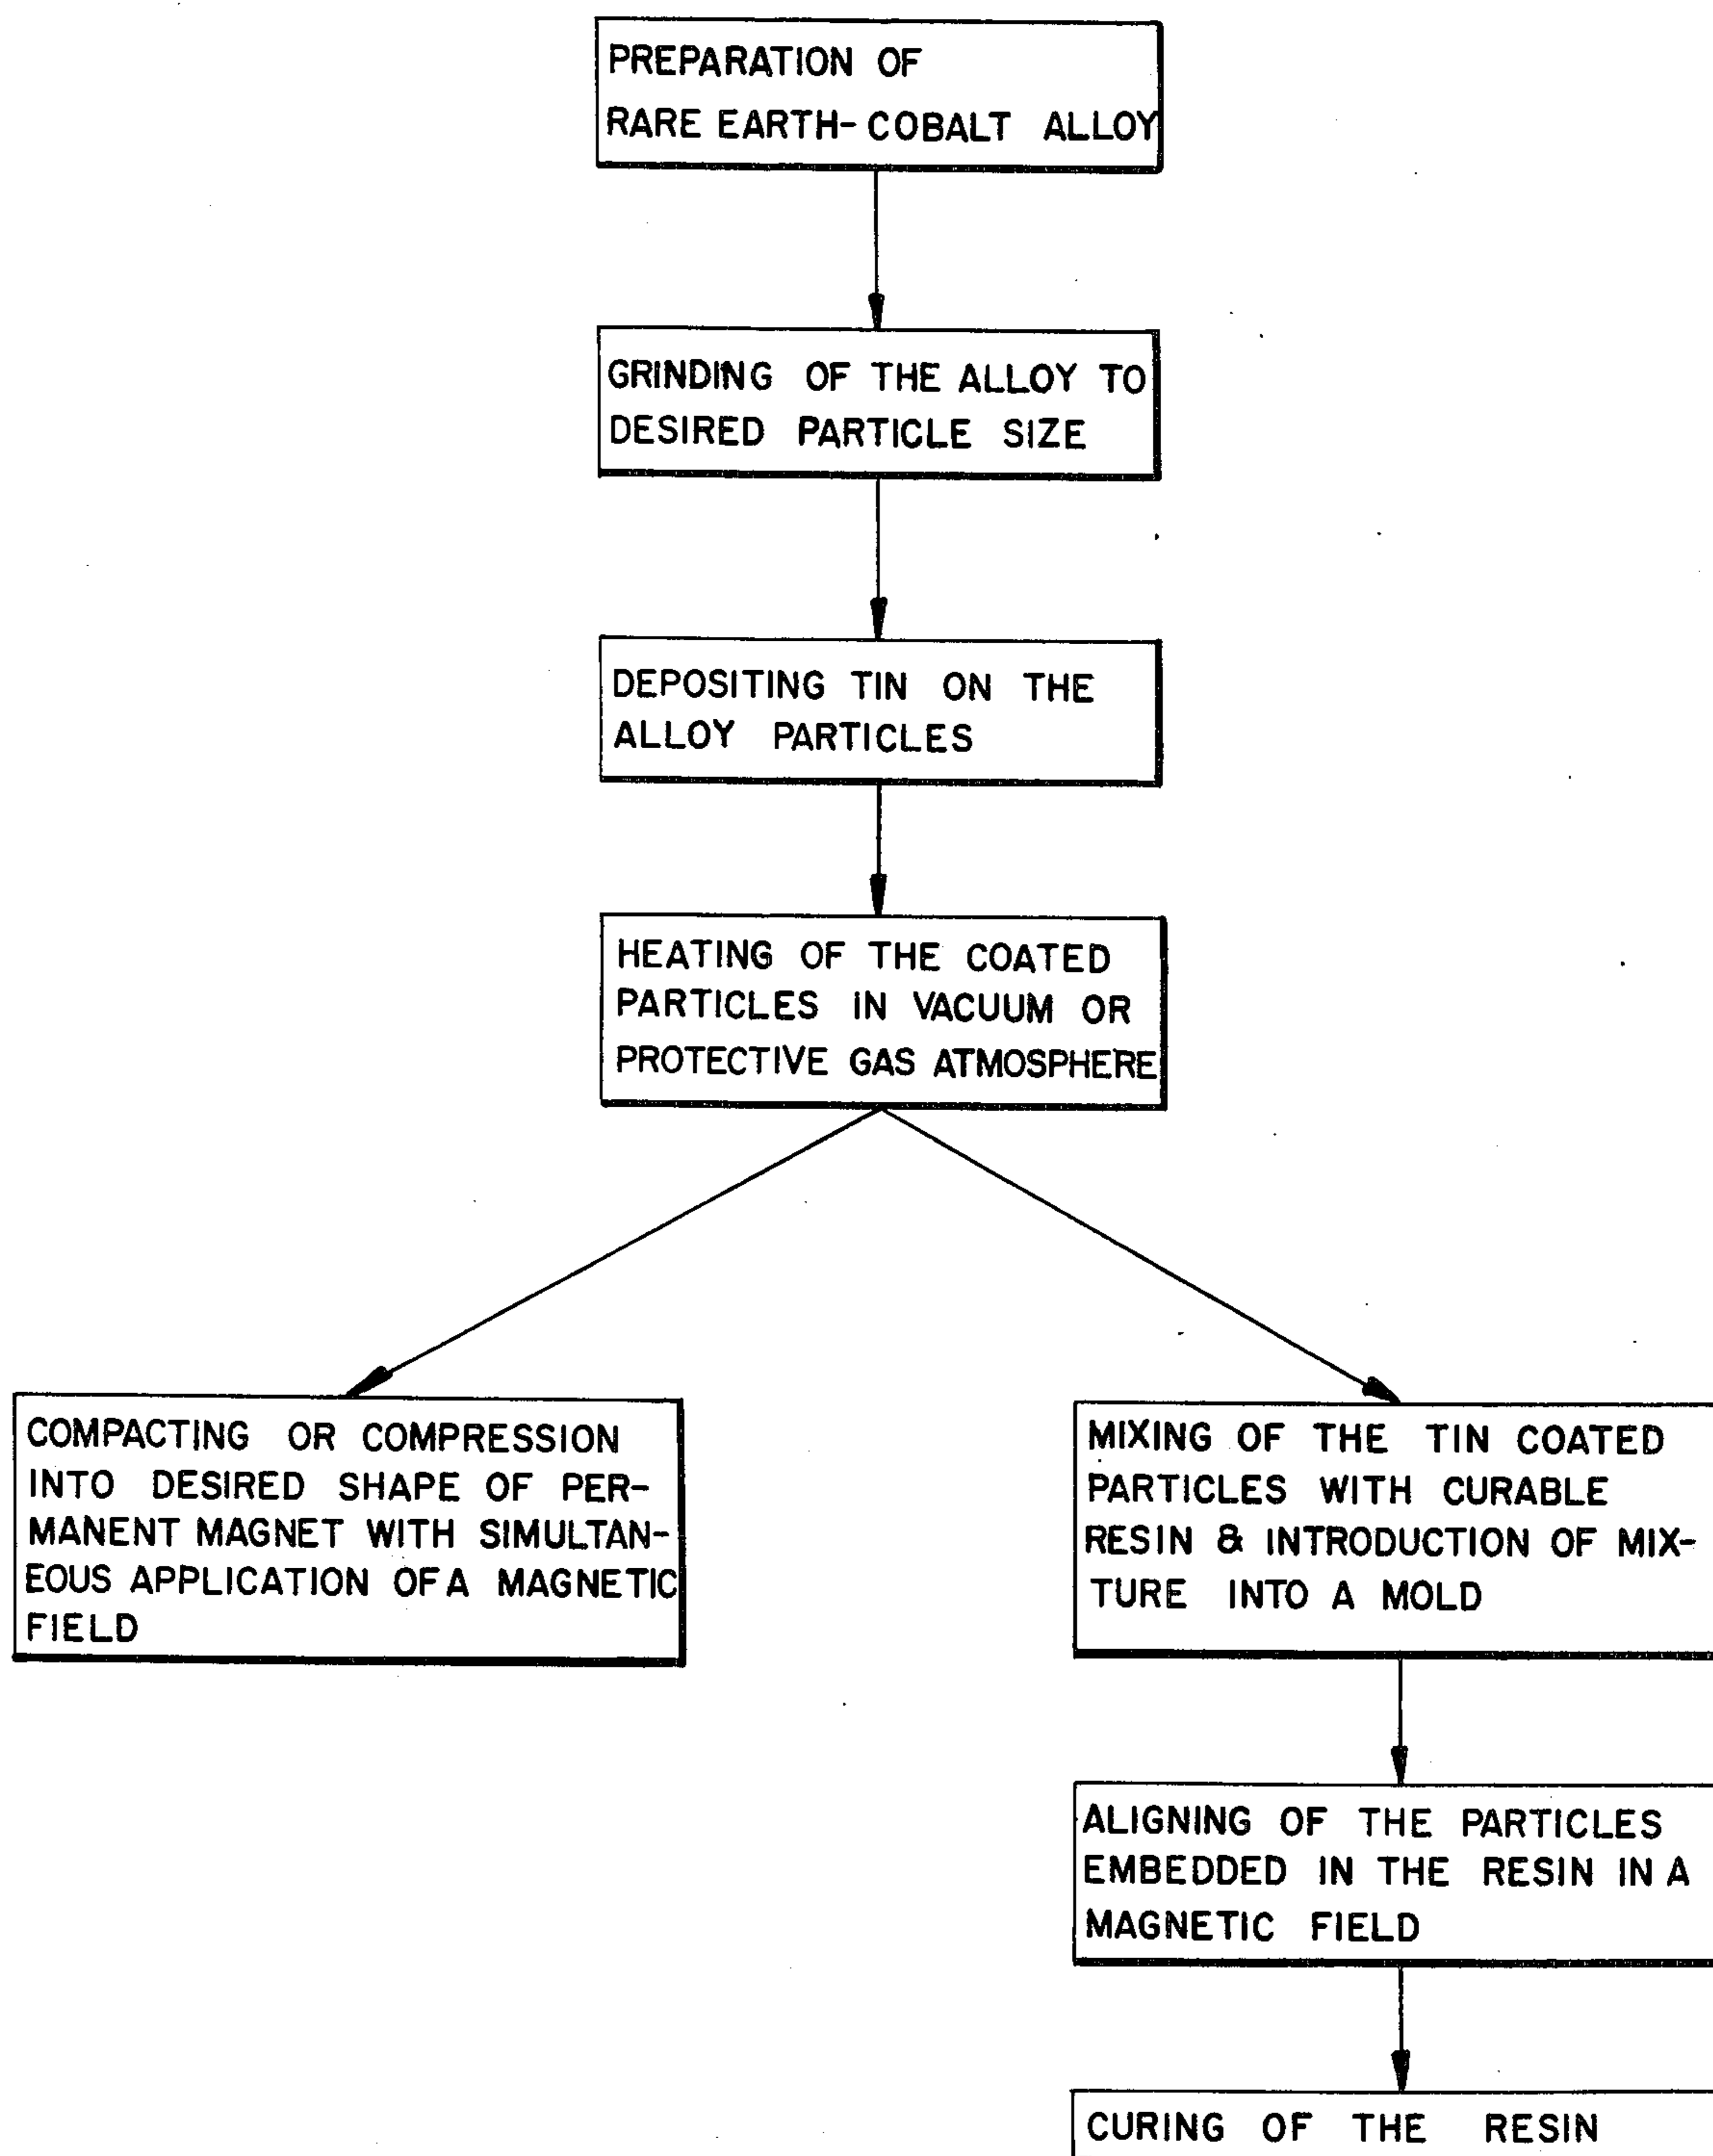 PREPARATION OF
RARE EARTH-COBALT ALLOY
GRINDING OF THE ALLOY TO
DESIRED PARTICLE SIZE
DEPOSITING TIN ON THE
ALLOY PARTICLES
HEATING OF THE COATED
PARTICLES IN VACUUM OR
PROTECTIVE GAS ATMOSPHERE
COMPACTING OR COMPRESSION
INTO DESIRED SHAPE OF PER-
MANENT MAGNET WITH SIMULTAN-
EOUS APPLICATION OF A MAGNETIC
FIELD
MIXING OF THE TIN COATED
PARTICLES WITH CURABLE
RESIN & INTRODUCTION OF MIX-
TURE INTO A MOLD
ALIGNING OF THE PARTICLES
EMBEDDED IN THE RESIN IN A
MAGNETIC FIELD
CURING OF THE RESIN